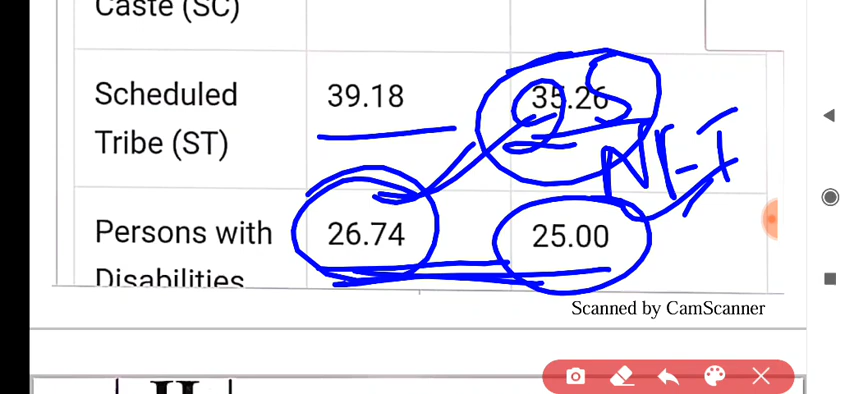 Caste (SC)
Scheduled 39.18 35.26
Tribe (ST)
Persons with 26.74 25.00
Disabilities
Scanned by CamScanner
II